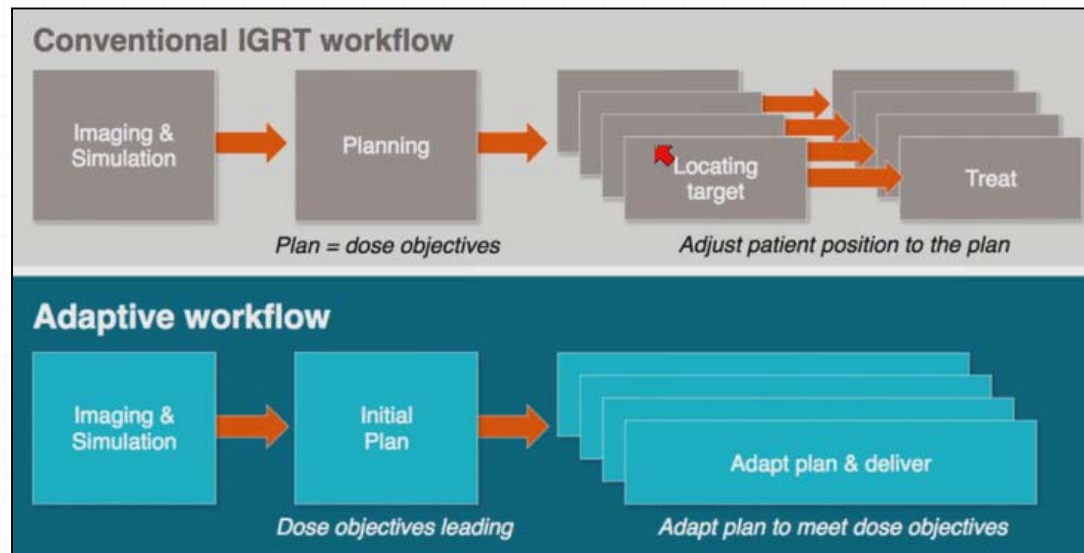 Conventional IGRT workflow
Imaging &
Simulation
Planning
Locating
target
Treat
Plan = dose objectives
Adjust patient position to the plan
Adaptive workflow
Imaging &
Simulation
Initial
Plan
Adapt plan & deliver
Dose objectives leading
Adapt plan to meet dose objectives